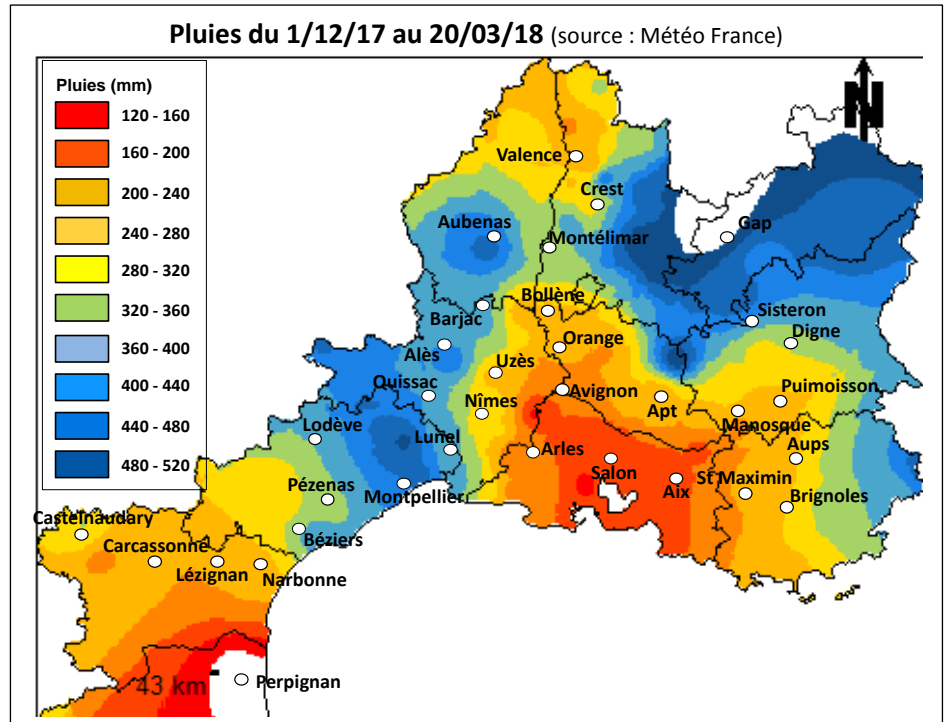 Pluies du 1/12/17 au 20/03/18 (source : Météo France)
Pluies (mm)
120 - 160
160 - 200
200 - 240
240 - 280
280 - 320
320 - 360
360 - 400
400 - 440
440 - 480
480 - 520
N
Valence
Crest
Aubenas
Gap
Montélimar
Bollène
Barjac
Sisteron
Orange
Digne
Alès
Uzès
Quissac
Avignon
Puimoisson
Nîmes
Apt
Manosque
Lodève
Lunel
Aups
Arles
Salon
Aix
St Maximin
Pézenas
Montpellier
Brignoles
Castelnaudary
Béziers
Carcassonne
Lézignan
Narbonne
43 km
Perpignan